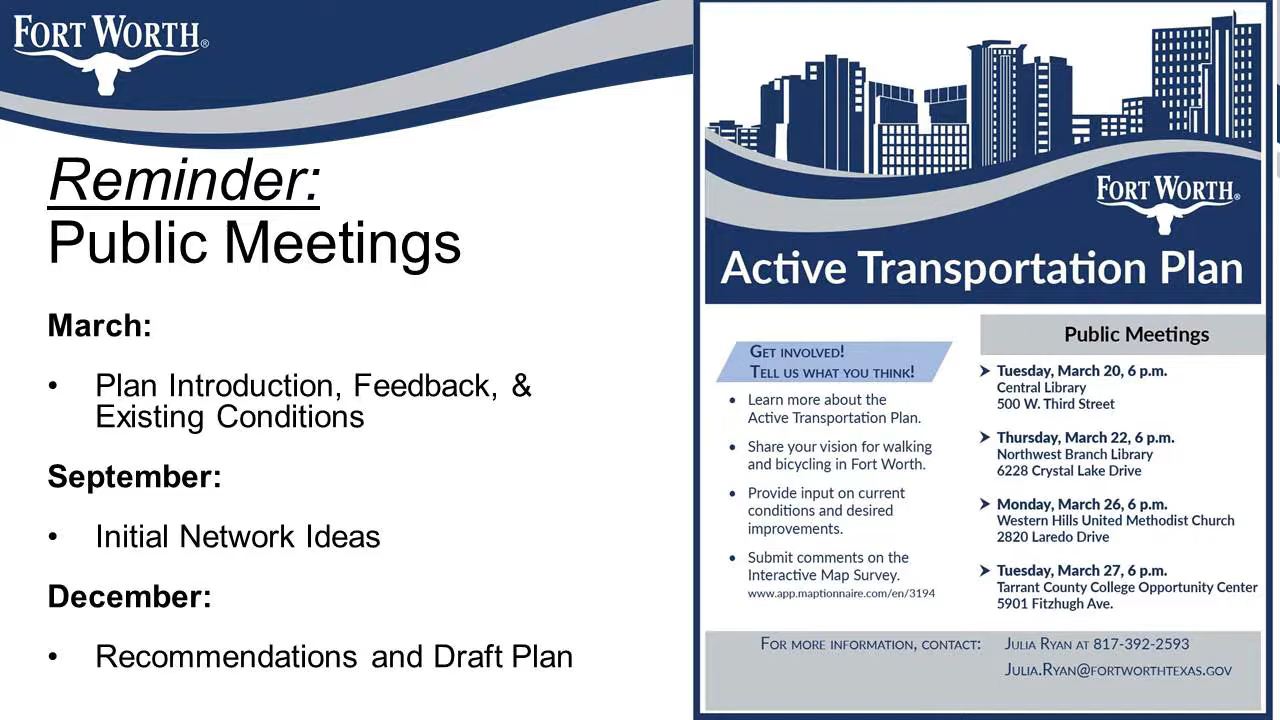 FORT WORTH®
Reminder:
Public Meetings
March:
• Plan Introduction, Feedback, &
Existing Conditions
September:
• Initial Network Ideas
December:
• Recommendations and Draft Plan
FORT WORTH®
Active Transportation Plan
GET INVOLVED!
TELL US WHAT YOU THINK!
• Learn more about the
Active Transportation Plan.
• Share your vision for walking
and bicycling in Fort Worth.
• Provide input on current
conditions and desired
improvements.
• Submit comments on the
Interactive Map Survey.
www.app.maptionnaire.com/en/3194
Public Meetings
➤ Tuesday, March 20, 6 p.m.
Central Library
500 W. Third Street
➤ Thursday, March 22, 6 p.m.
Northwest Branch Library
6228 Crystal Lake Drive
➤ Monday, March 26, 6 p.m.
Western Hills United Methodist Church
2820 Laredo Drive
➤ Tuesday, March 27, 6 p.m.
Tarrant County College Opportunity Center
5901 Fitzhugh Ave.
FOR MORE INFORMATION, CONTACT: JULIA RYAN AT 817-392-2593
JULIA.RYAN@FORTWORTHTEXAS.GOV